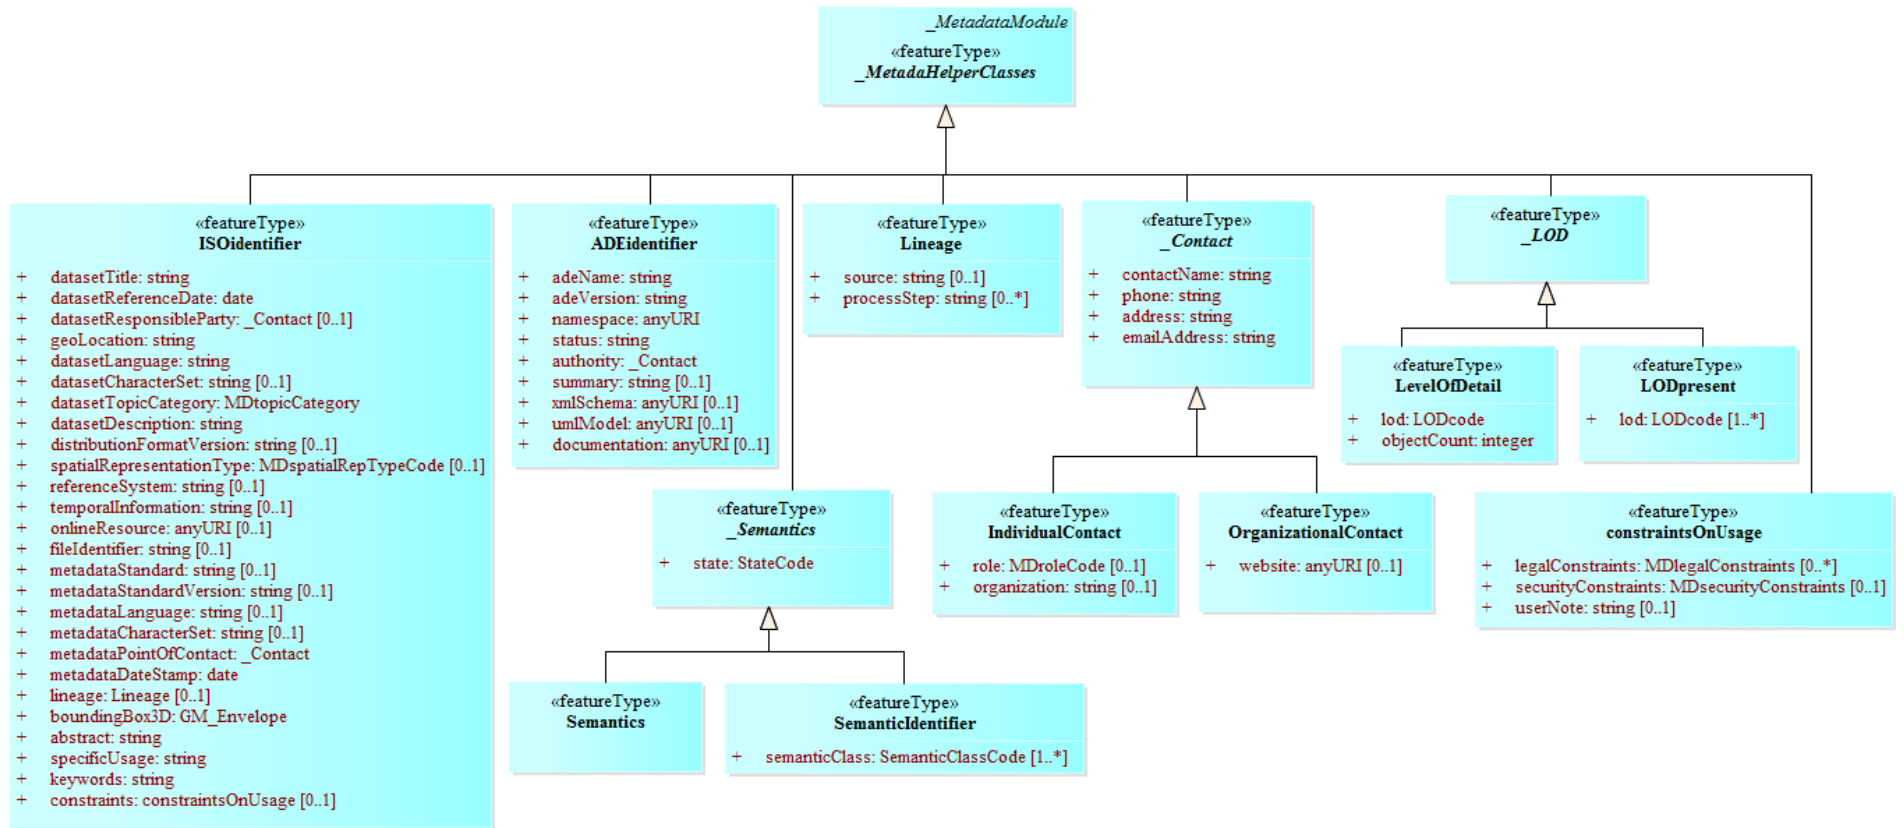 _MetadataModule
«featureType»
_MetadaHelperClasses
«featureType»
ISOidentifier
+ datasetTitle: string
+ datasetReferenceDate: date
+ datasetResponsibleParty: _Contact [0..1]
+ geoLocation: string
+ datasetLanguage: string
+ datasetCharacterSet: string [0..1]
+ datasetTopicCategory: MDtopicCategory
+ datasetDescription: string
+ distributionFormatVersion: string [0..1]
+ spatialRepresentationType: MDspatialRepTypeCode [0..1]
+ referenceSystem: string [0..1]
+ temporalInformation: string [0..1]
+ onlineResource: anyURI [0..1]
+ fileIdentifier: string [0..1]
+ metadataStandard: string [0..1]
+ metadataStandardVersion: string [0..1]
+ metadataLanguage: string [0..1]
+ metadataCharacterSet: string [0..1]
+ metadataPointOfContact: _Contact
+ metadataDateStamp: date
+ lineage: Lineage [0..1]
+ boundingBox3D: GM_Envelope
+ abstract: string
+ specificUsage: string
+ keywords: string
+ constraints: constraintsOnUsage [0..1]
«featureType»
ADEidentifier
+ adeName: string
+ adeVersion: string
+ namespace: anyURI
+ status: string
+ authority: _Contact
+ summary: string [0..1]
+ xmlSchema: anyURI [0..1]
+ umlModel: anyURI [0..1]
+ documentation: anyURI [0..1]
«featureType»
Lineage
+ source: string [0..1]
+ processStep: string [0..*]
«featureType»
_Contact
+ contactName: string
+ phone: string
+ address: string
+ emailAddress: string
«featureType»
_LOD
«featureType»
LevelOfDetail
+ lod: LODcode
+ objectCount: integer
«featureType»
LODpresent
+ lod: LODcode [1..*]
«featureType»
_Semantics
+ state: StateCode
«featureType»
IndividualContact
+ role: MDroleCode [0..1]
+ organization: string [0..1]
«featureType»
OrganizationalContact
+ website: anyURI [0..1]
«featureType»
constraintsOnUsage
+ legalConstraints: MDlegalConstraints [0..*]
+ securityConstraints: MDsecurityConstraints [0..1]
+ userNote: string [0..1]
«featureType»
Semantics
«featureType»
SemanticIdentifier
+ semanticClass: SemanticClassCode [1..*]